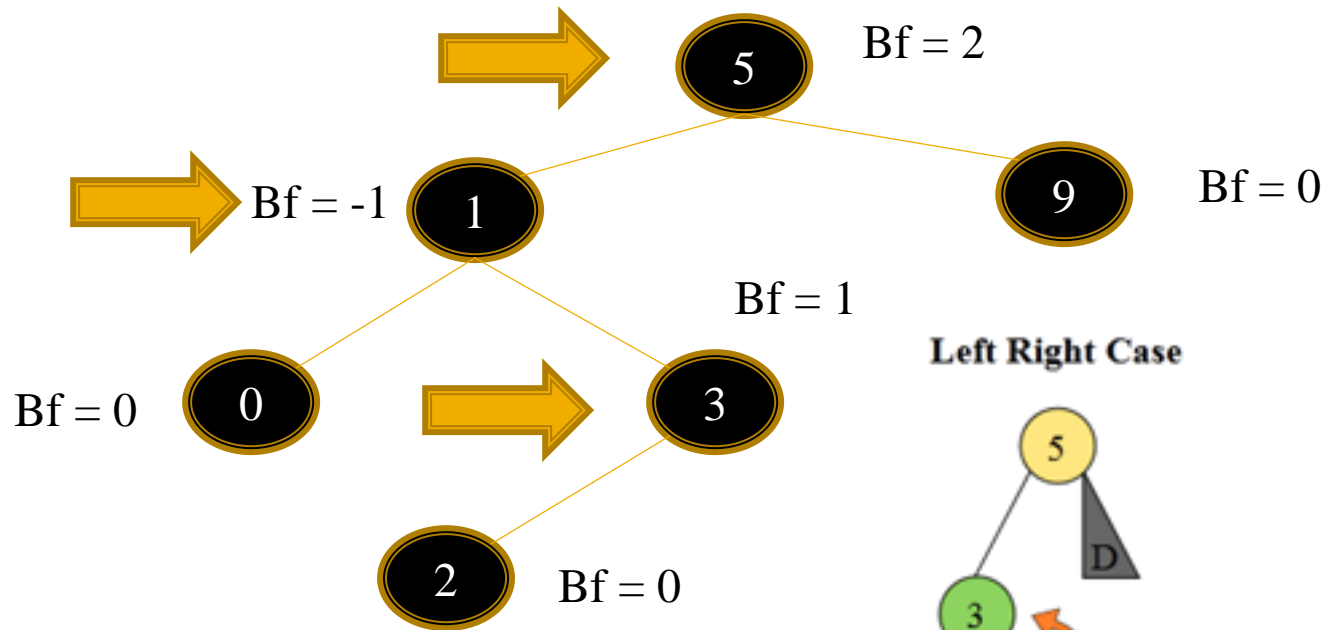 5
Bf = 2
Bf = -1
1
9
Bf = 0
Bf = 1
Left Right Case
Bf = 0
0
3
5
D
2
Bf = 0
3